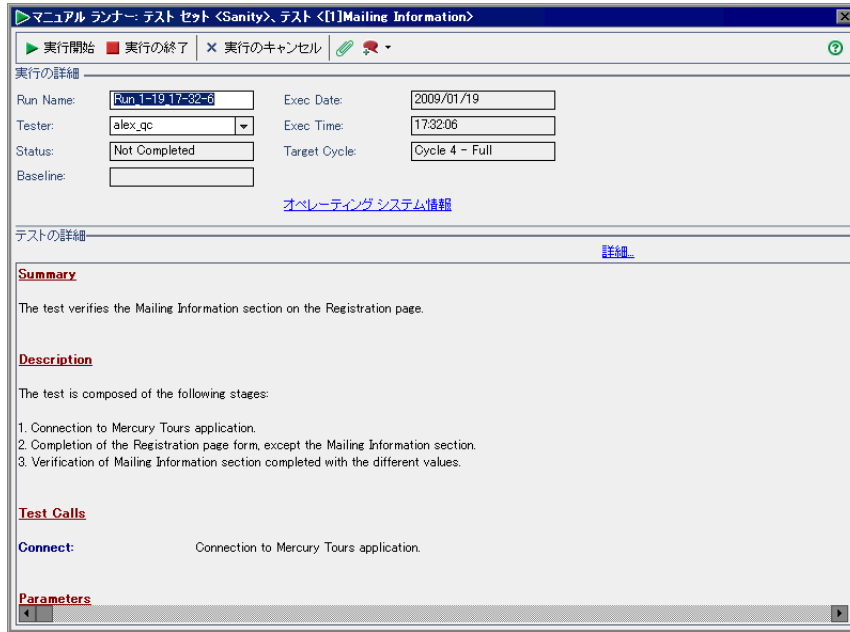 マニュアル ランナー: テスト セット <Sanity>、テスト <[1]Mailing Information>
実行開始 実行の終了 実行のキャンセル
実行の詳細
Run Name: Run_1-19_17-32-6 Exec Date: 2009/01/19
Tester: alex_qc Exec Time: 17:32:06
Status: Not Completed Target Cycle: Cycle 4 - Full
Baseline:
オペレーティング システム情報
テストの詳細
詳細...
Summary
The test verifies the Mailing Information section on the Registration page.
Description
The test is composed of the following stages:
1. Connection to Mercury Tours application.
2. Completion of the Registration page form, except the Mailing Information section.
3. Verification of Mailing Information section completed with the different values.
Test Calls
Connect: Connection to Mercury Tours application.
Parameters